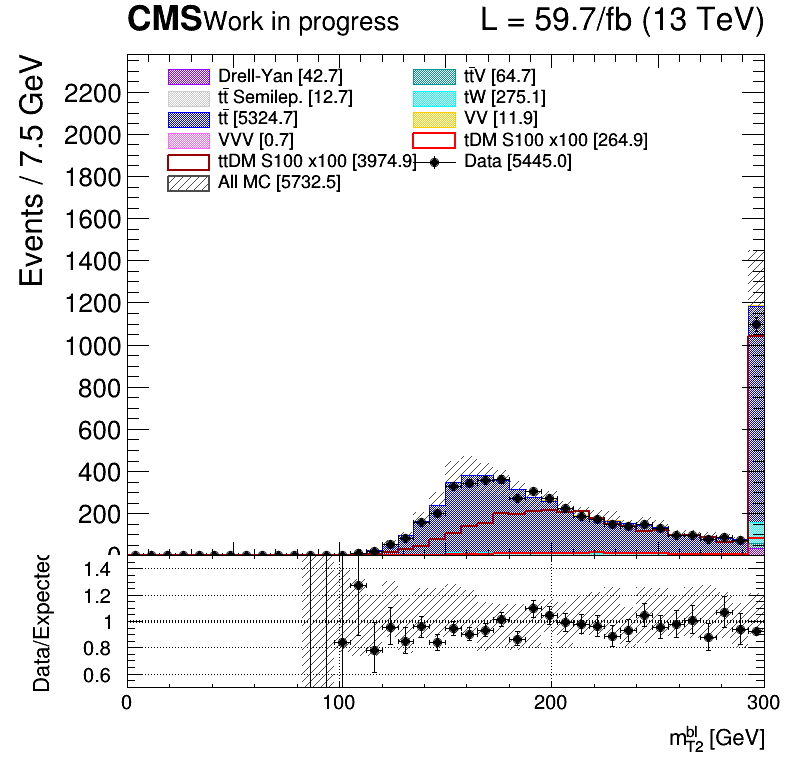 CMS Work in progress L = 59.7/fb (13 TeV)
Events / 7.5 GeV
Drell-Yan [42.7] tt̄V [64.7]
tt̄ Semilep. [12.7] tW [275.1]
tt̄ [5324.7] VV [11.9]
VVV [0.7] tDM S100 x100 [264.9]
ttDM S100 x100 [3974.9] Data [5445.0]
All MC [5732.5]
2200
2000
1800
1600
1400
1200
1000
800
600
400
200
0
Data/Expected
1.4
1.2
1
0.8
0.6
0 100 200 300
m_T2^bl [GeV]